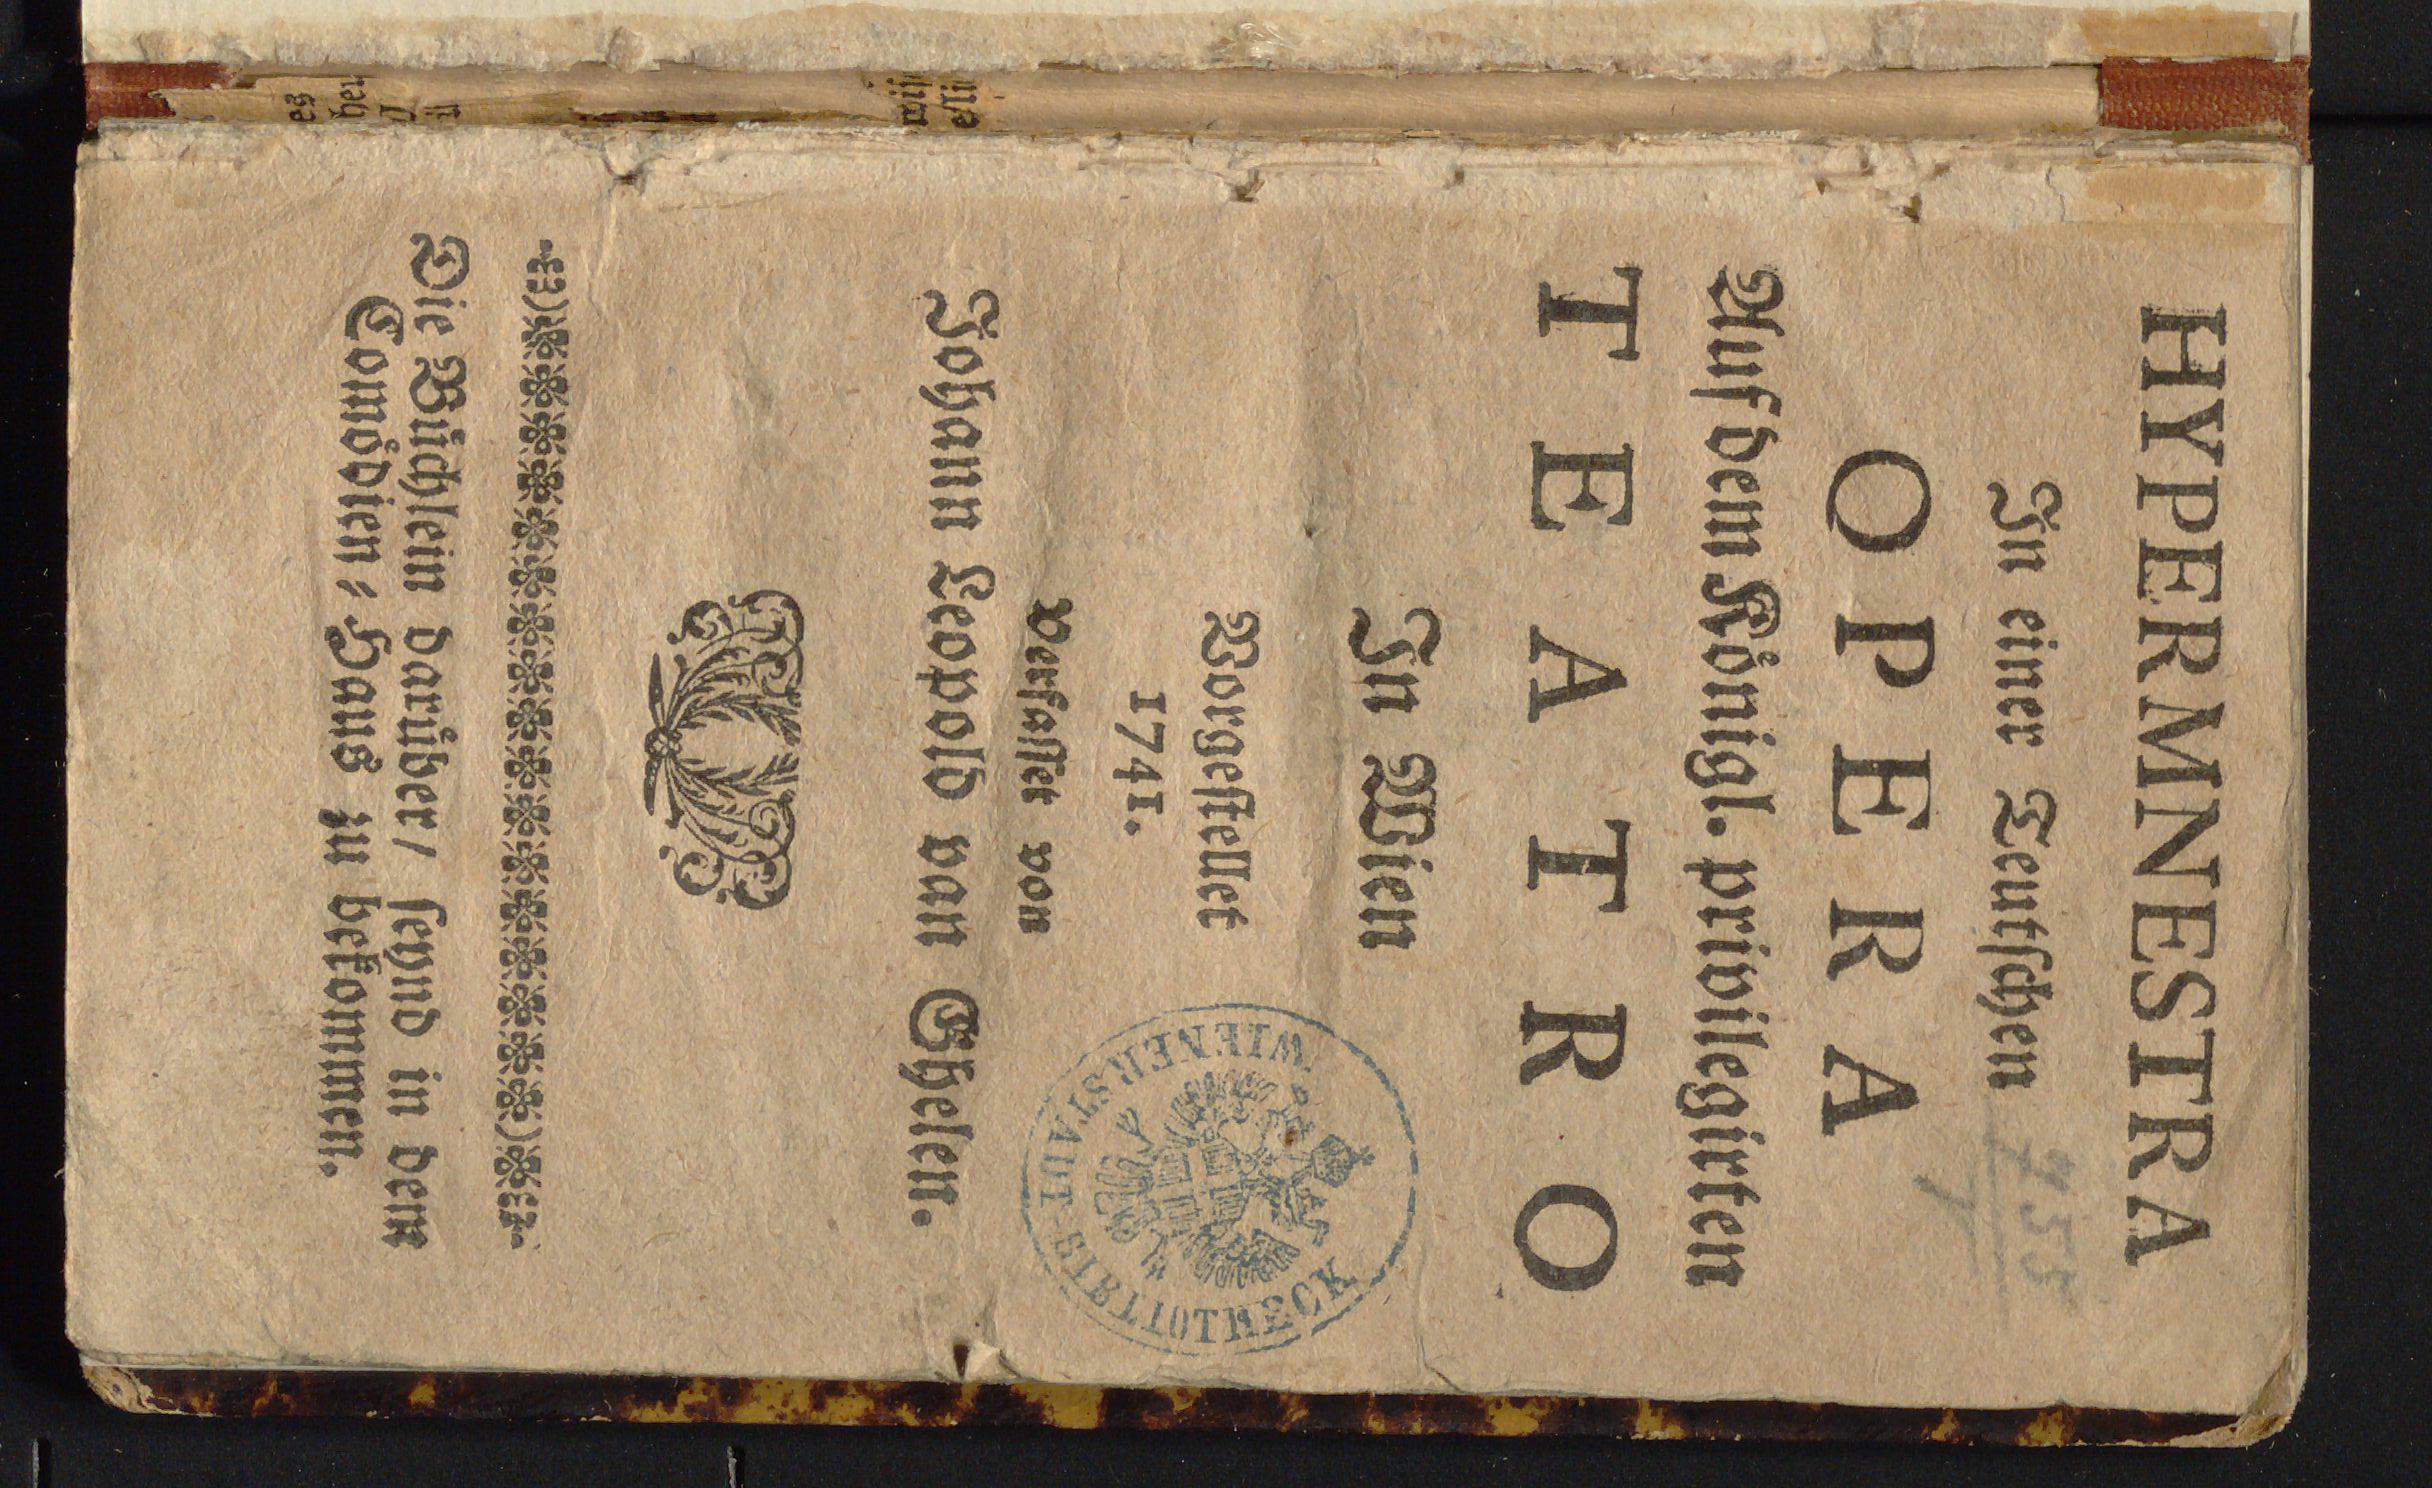 HYPERMNESTRA
In einer Teutschen
OPERA
Auf dem Königl. privilegirten
TEATRO
In Wien
Vorgestellet
1741.
Verfasset von
Johann Leopold van Ghelen.
Die Büchlein darüber/ seynd in dem
Comödien-Haus zu bekommen.
WIENER STADT-BIBLIOTHECK